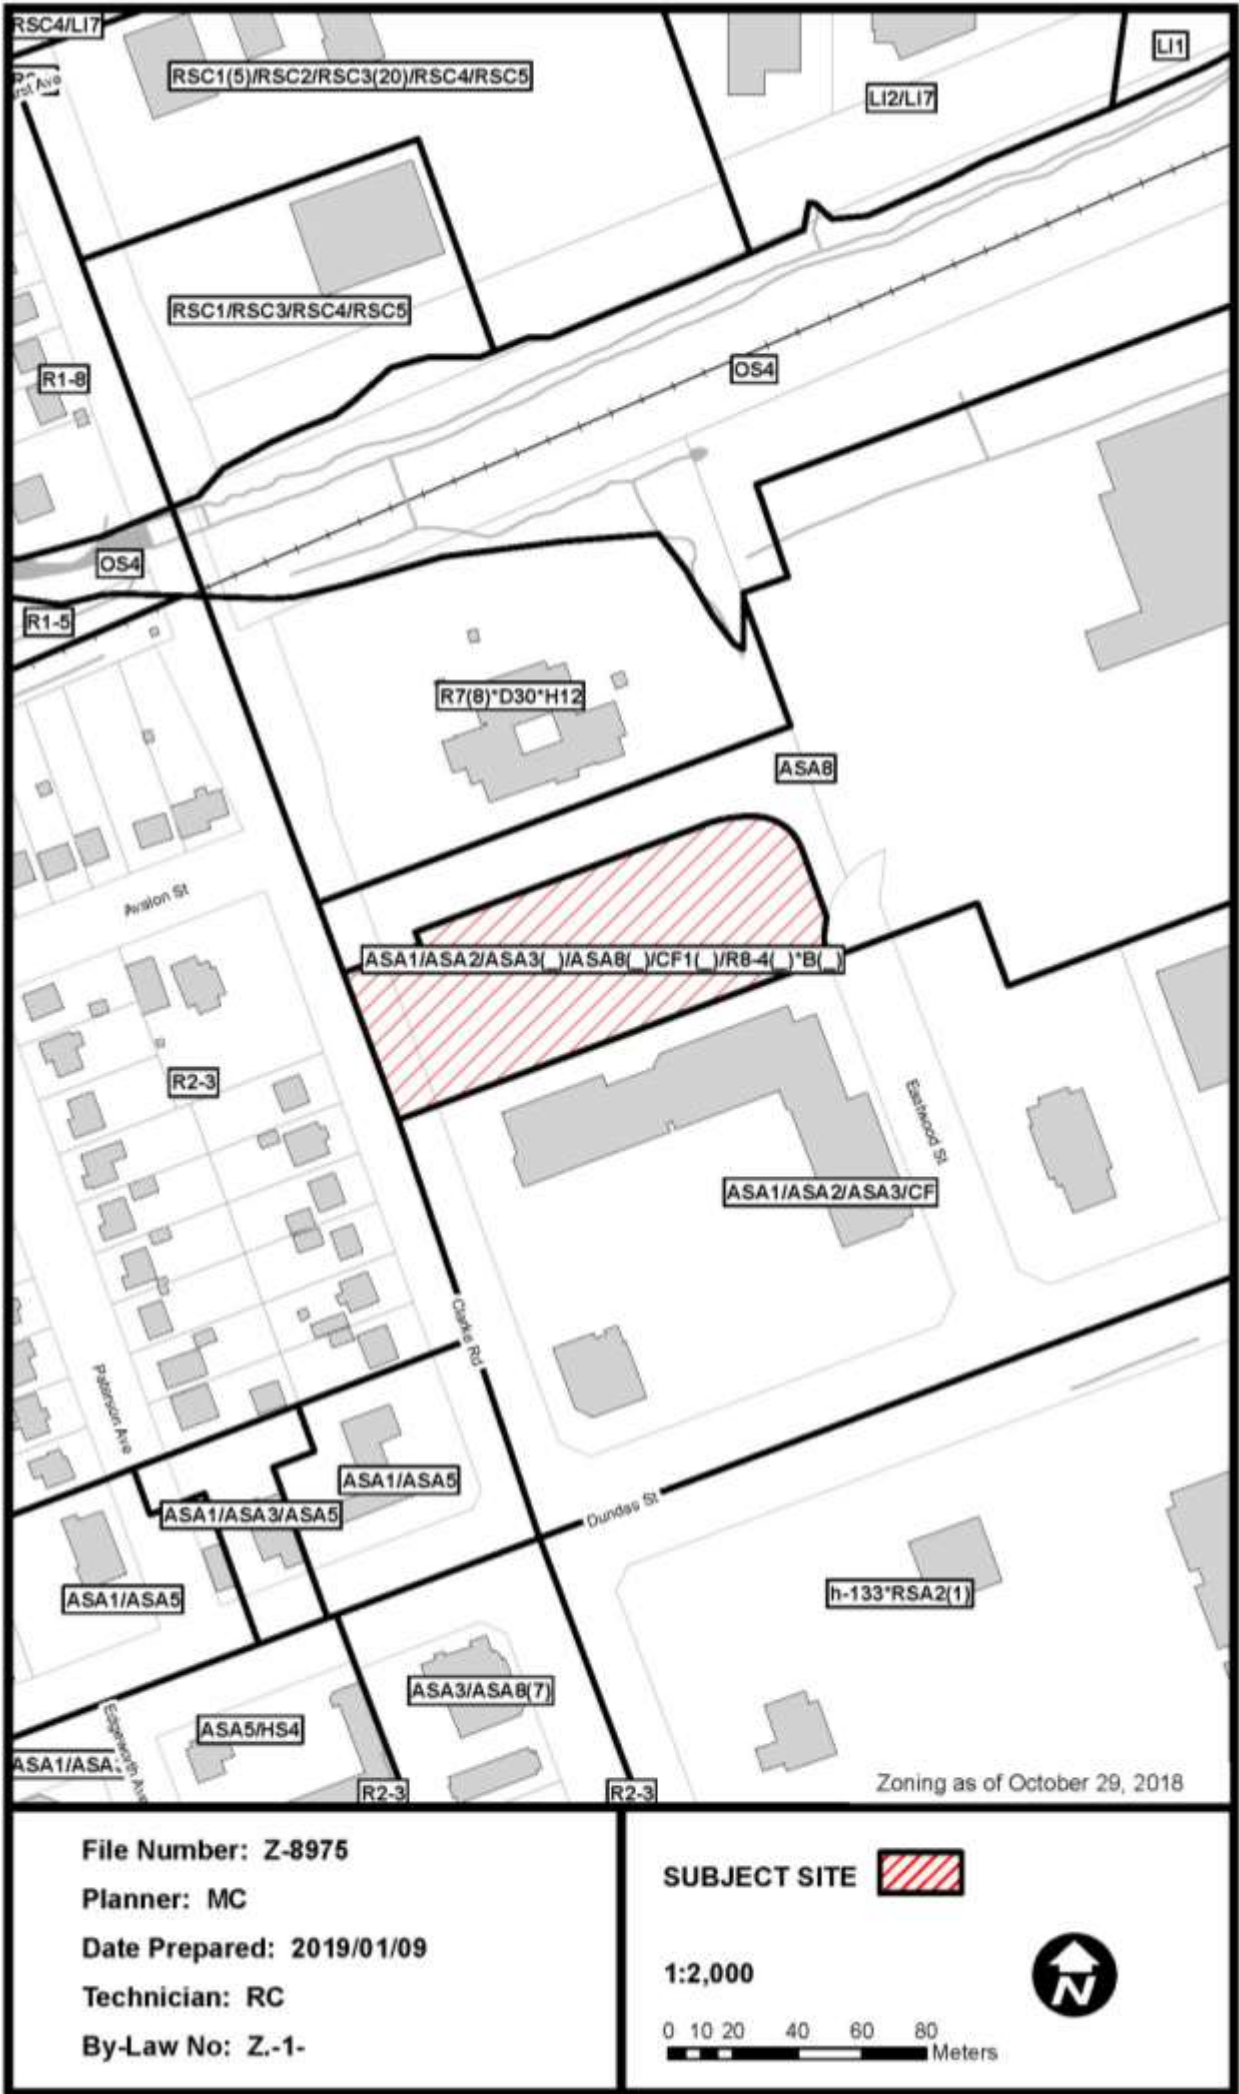 RSC4/LI7
RSC1(5)/RSC2/RSC3(20)/RSC4/RSC5
LI1
LI2/LI7
RSC1/RSC3/RSC4/RSC5
R1-8
OS4
OS4
R1-5
R7(8)*D30*H12
ASA8
Avalon St
ASA1/ASA2/ASA3(_)/ASA8(_)/CF1(_)/R8-4(_)*B(_)
R2-3
Eastwood St
ASA1/ASA2/ASA3/CF
Clarke Rd
Paterson Ave
ASA1/ASA5
ASA1/ASA3/ASA5
Dundas St
ASA1/ASA5
h-133*RSA2(1)
ASA3/ASA8(7)
Edgeworth Ave
ASA5/HS4
R2-3
R2-3
Zoning as of October 29, 2018
File Number: Z-8975
Planner: MC
Date Prepared: 2019/01/09
Technician: RC
By-Law No: Z.-1-
SUBJECT SITE
1:2,000
N
0 10 20 40 60 80
Meters